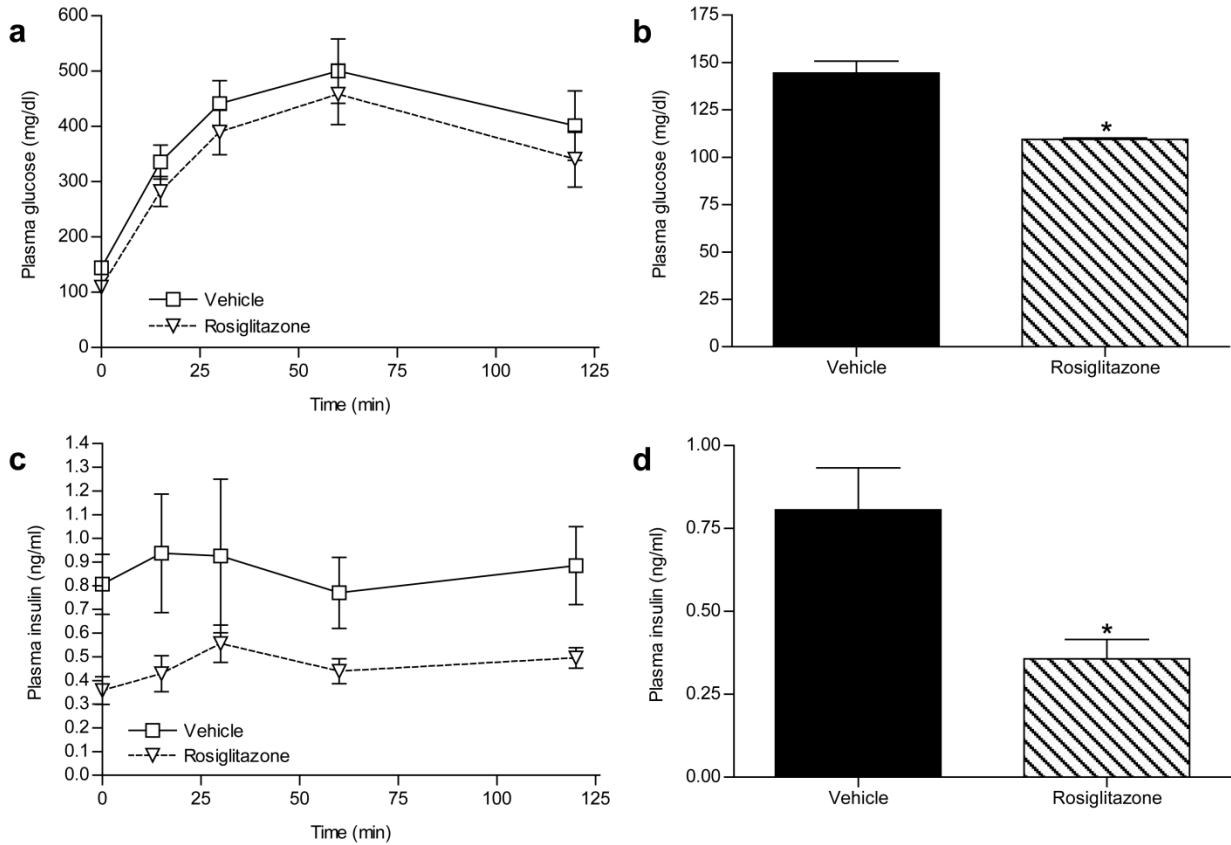 a
600
500
400
300
200
100
0
Plasma glucose (mg/dl)
Vehicle
Rosiglitazone
0 25 50 75 100 125
Time (min)
b
175
150
125
100
75
50
25
0
Plasma glucose (mg/dl)
*
Vehicle Rosiglitazone
c
1.4
1.3
1.2
1.1
1.0
0.9
0.8
0.7
0.6
0.5
0.4
0.3
0.2
0.1
0.0
Plasma insulin (ng/ml)
Vehicle
Rosiglitazone
0 25 50 75 100 125
Time (min)
d
1.00
0.75
0.50
0.25
0.00
Plasma insulin (ng/ml)
*
Vehicle Rosiglitazone